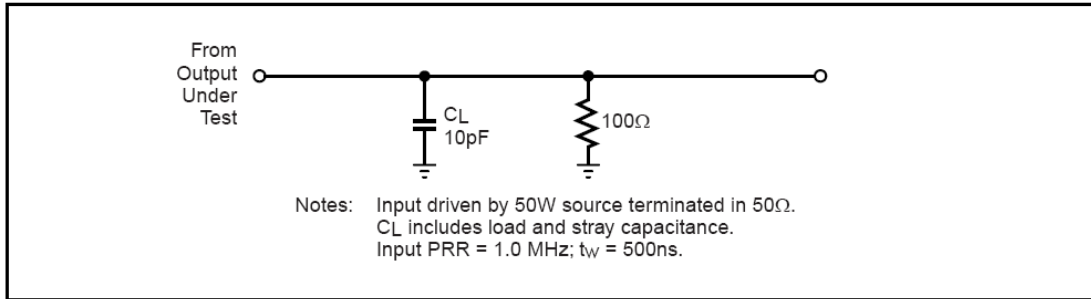 From
Output
Under
Test
CL
10pF
100Ω
Notes: Input driven by 50W source terminated in 50Ω.
CL includes load and stray capacitance.
Input PRR = 1.0 MHz; tw = 500ns.